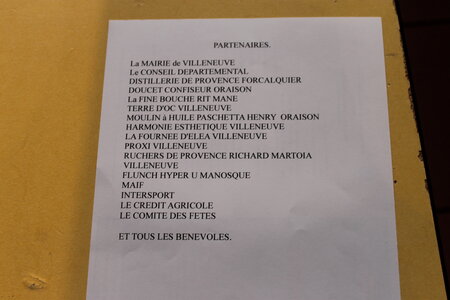 PARTENAIRES.
La MAIRIE de VILLENEUVE
Le CONSEIL DEPARTEMENTAL
DISTILLERIE DE PROVENCE FORCALQUIER
DOUCET CONFISEUR ORAISON
La FINE BOUCHE RIT MANE
TERRE D'OC VILLENEUVE
MOULIN à HUILE PASCHETTA HENRY ORAISON
HARMONIE ESTHETIQUE VILLENEUVE
LA FOURNEE D'ELEA VILLENEUVE
PROXI VILLENEUVE
RUCHERS DE PROVENCE RICHARD MARTOIA
VILLENEUVE
FLUNCH HYPER U MANOSQUE
MAIF
INTERSPORT
LE CREDIT AGRICOLE
LE COMITE DES FETES
ET TOUS LES BENEVOLES.